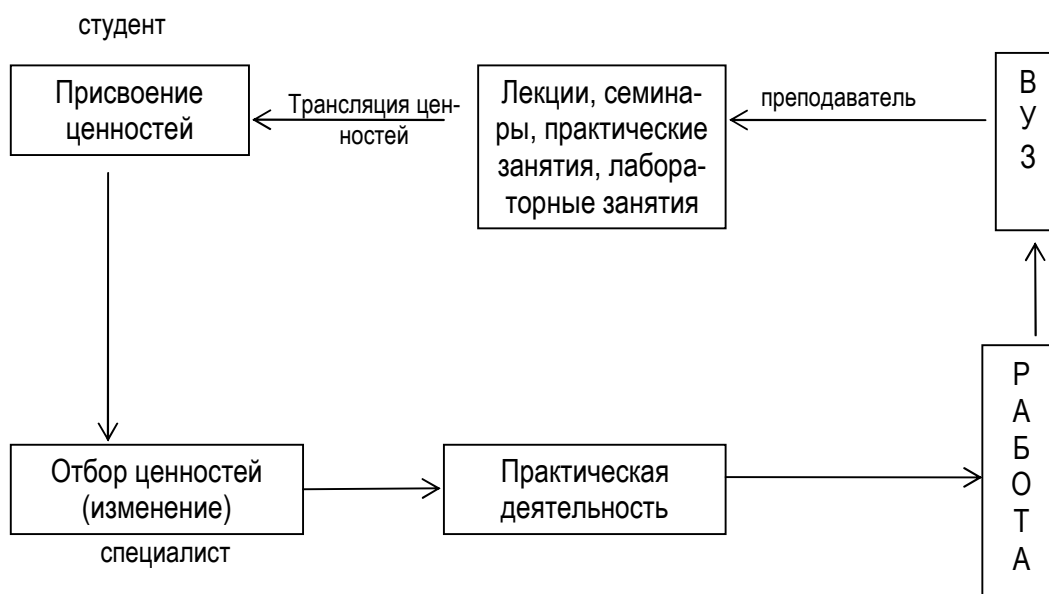 студент
Присвоение
ценностей
Трансляция цен-
ностей
Лекции, семина-
ры, практические
занятия, лабора-
торные занятия
преподаватель
В
У
З
Отбор ценностей
(изменение)
специалист
Практическая
деятельность
Р
А
Б
О
Т
А